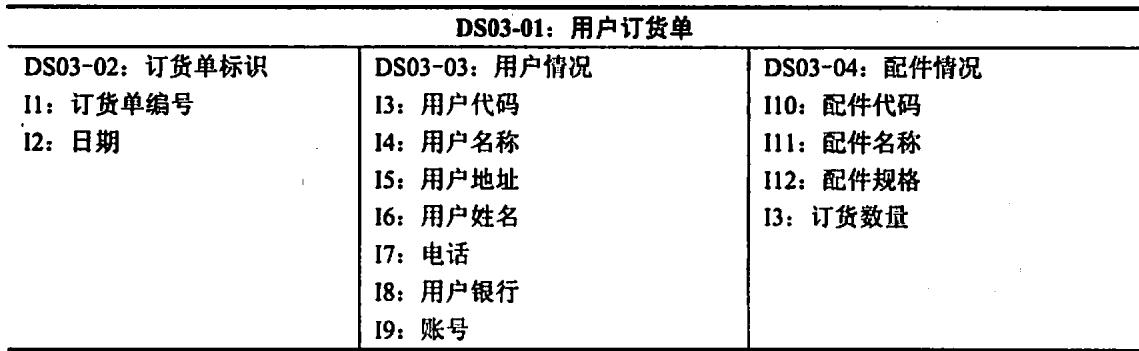 DS03-01：用户订货单
DS03-02：订货单标识
I1：订货单编号
I2：日期
DS03-03：用户情况
I3：用户代码
I4：用户名称
I5：用户地址
I6：用户姓名
I7：电话
I8：用户银行
I9：账号
DS03-04：配件情况
I10：配件代码
I11：配件名称
I12：配件规格
I3：订货数量